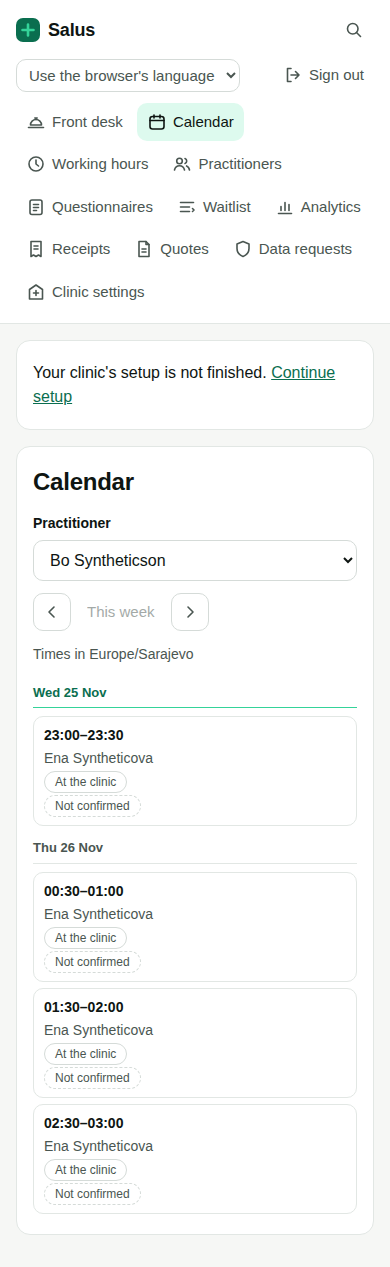 Salus
Use the browser's language
Sign out
Front desk
Calendar
Working hours
Practitioners
Questionnaires
Waitlist
Analytics
Receipts
Quotes
Data requests
Clinic settings
Your clinic's setup is not finished. Continue
setup
Calendar
Practitioner
Bo Syntheticson
This week
Times in Europe/Sarajevo
Wed 25 Nov
23:00–23:30
Ena Syntheticova
At the clinic
Not confirmed
Thu 26 Nov
00:30–01:00
Ena Syntheticova
At the clinic
Not confirmed
01:30–02:00
Ena Syntheticova
At the clinic
Not confirmed
02:30–03:00
Ena Syntheticova
At the clinic
Not confirmed